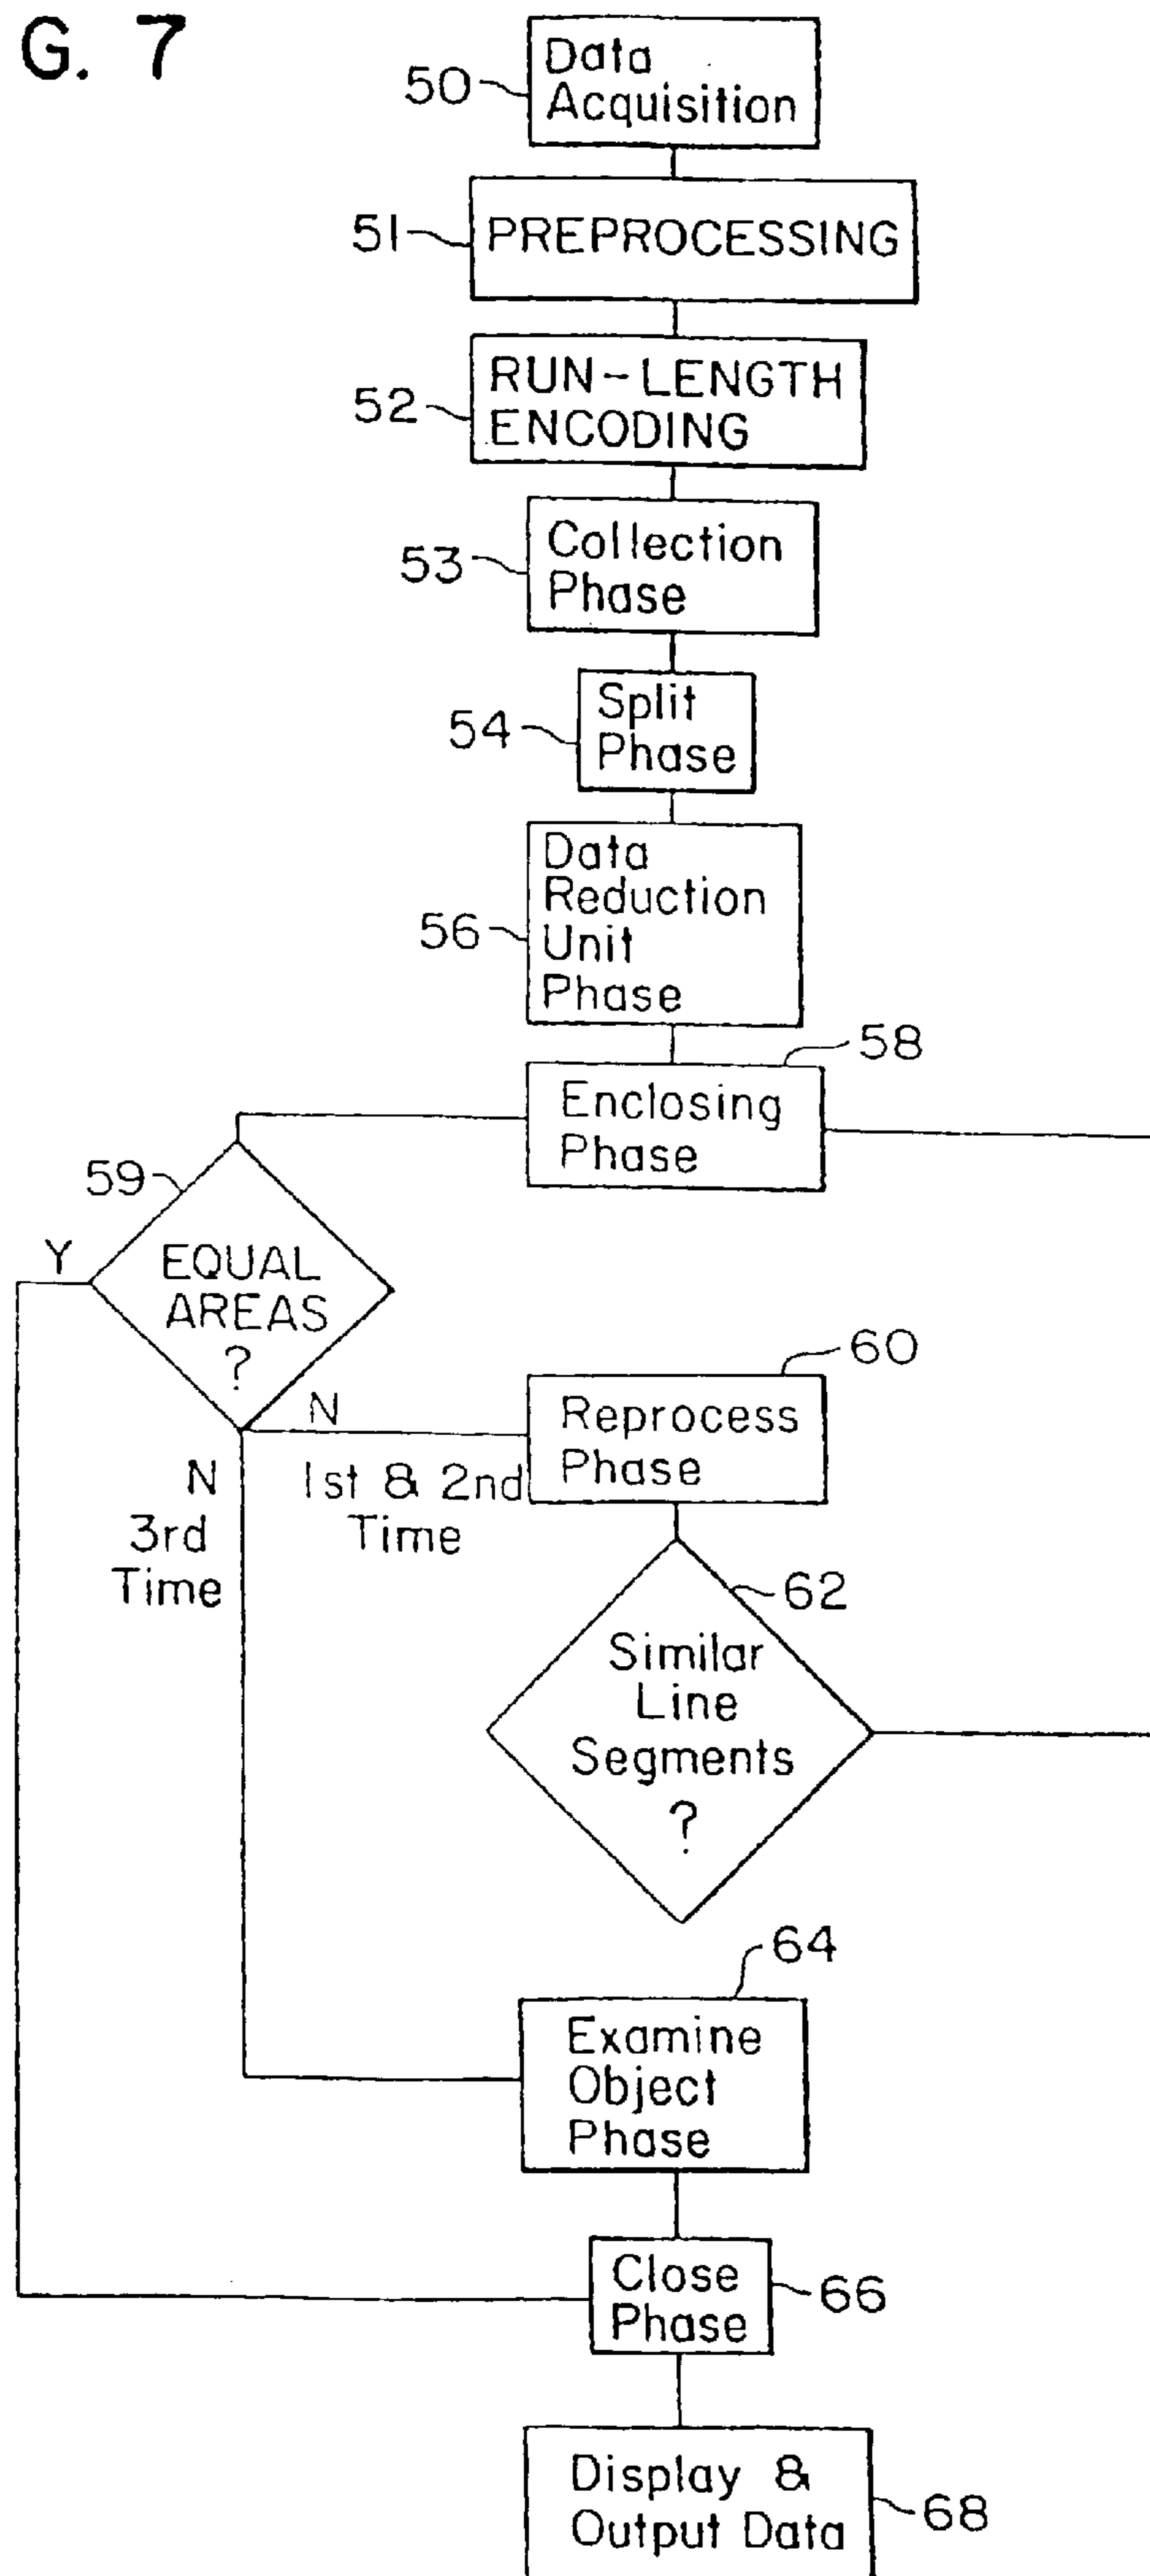 G. 7
50
Data
Acquisition
51
PREPROCESSING
52
RUN-LENGTH
ENCODING
53
Collection
Phase
54
Split
Phase
56
Data
Reduction
Unit
Phase
58
Enclosing
Phase
59
Y
EQUAL
AREAS
?
60
N
Reprocess
Phase
N
3rd
Time
1st & 2nd
Time
62
Similar
Line
Segments
?
64
Examine
Object
Phase
Close
Phase
66
Display &
Output Data
68